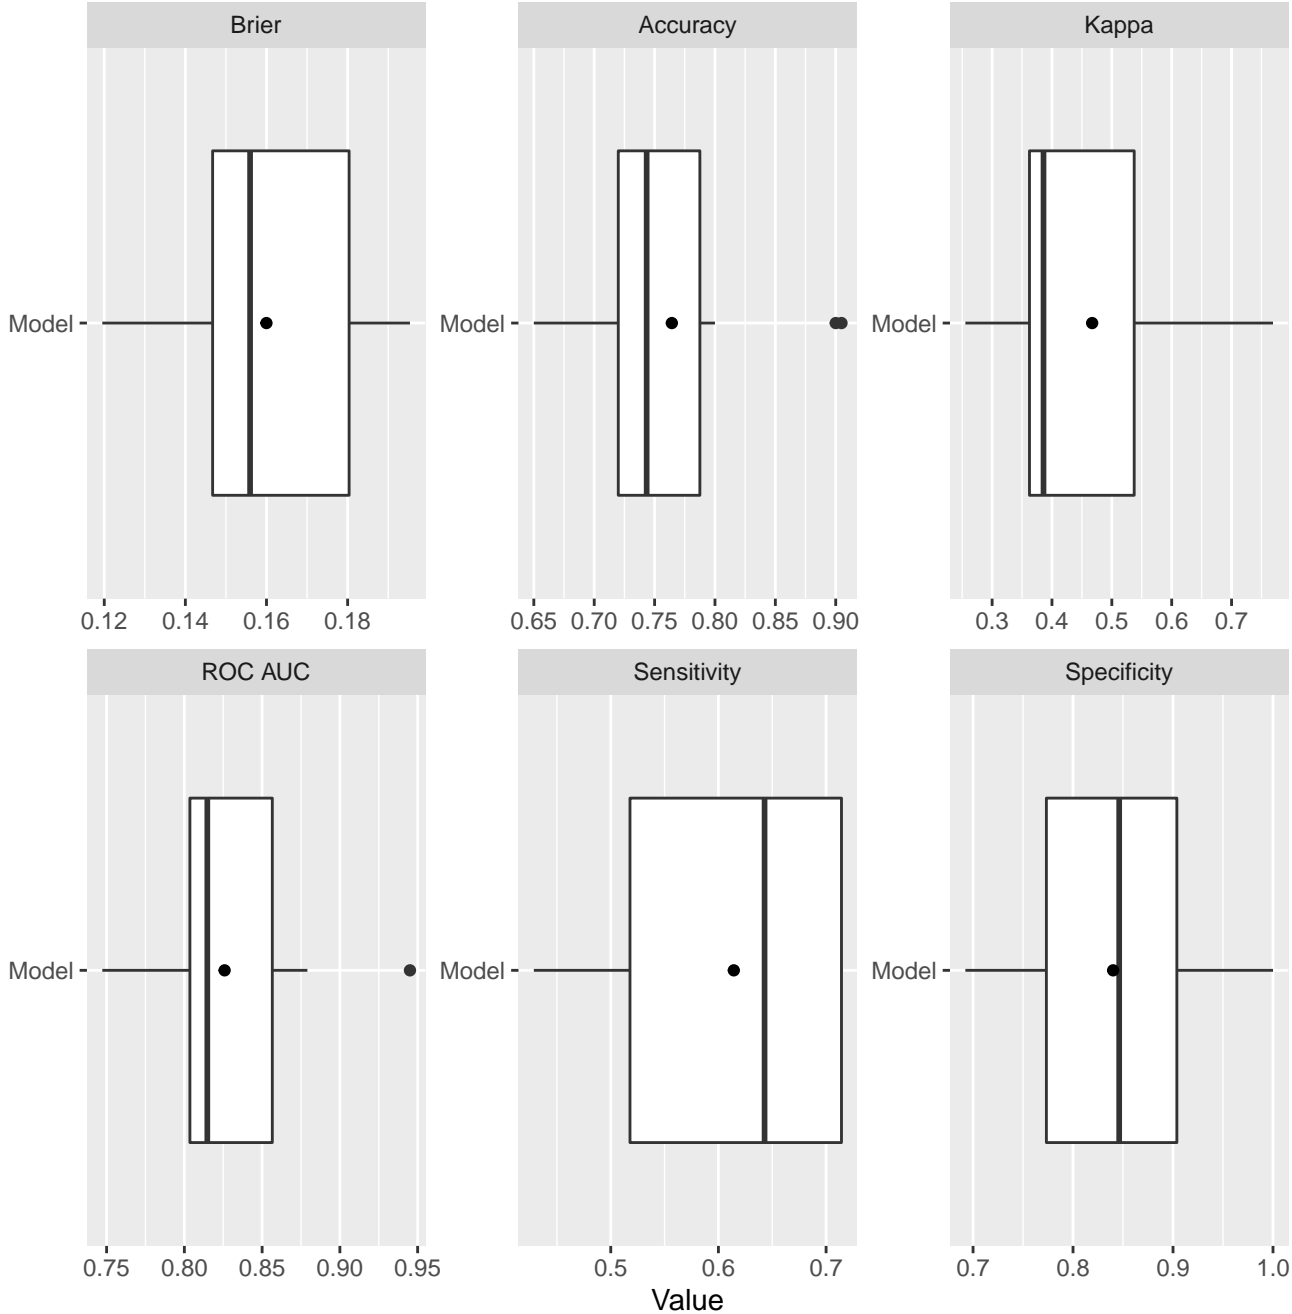 Brier Accuracy Kappa
Model Model Model
0.12 0.14 0.16 0.18 0.65 0.70 0.75 0.80 0.85 0.90 0.3 0.4 0.5 0.6 0.7
ROC AUC Sensitivity Specificity
Model Model Model
0.75 0.80 0.85 0.90 0.95 0.5 0.6 0.7 0.7 0.8 0.9 1.0
Value